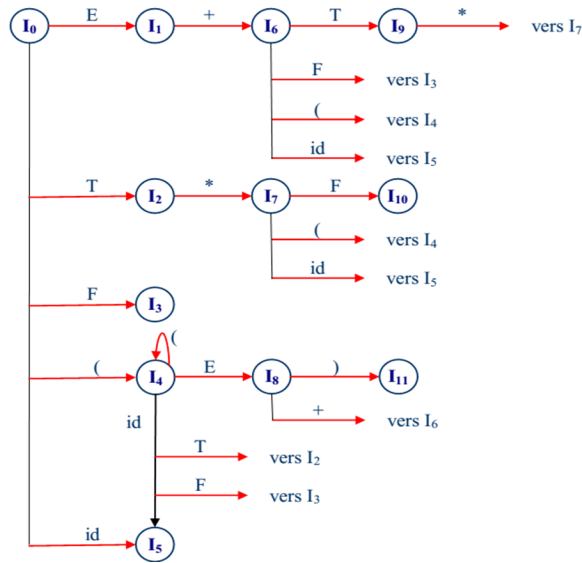 I₀ E I₁ + I₆ T I₉ * vers I₇
F vers I₃
( vers I₄
id vers I₅
T I₂ * I₇ F I₁₀
( vers I₄
id vers I₅
F I₃
(
( I₄ E I₈ ) I₁₁
+ vers I₆
id
T vers I₂
F vers I₃
id I₅